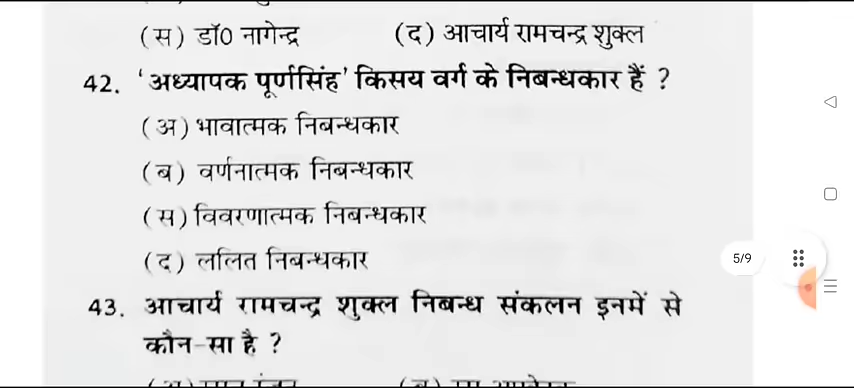 (स) डॉ0 नागेन्द्र (द) आचार्य रामचन्द्र शुक्ल
42. 'अध्यापक पूर्णसिंह' किसय वर्ग के निबन्धकार हैं ?
(अ) भावात्मक निबन्धकार
(ब) वर्णनात्मक निबन्धकार
(स) विवरणात्मक निबन्धकार
(द) ललित निबन्धकार
5/9
43. आचार्य रामचन्द्र शुक्ल निबन्ध संकलन इनमें से
कौन-सा है ?